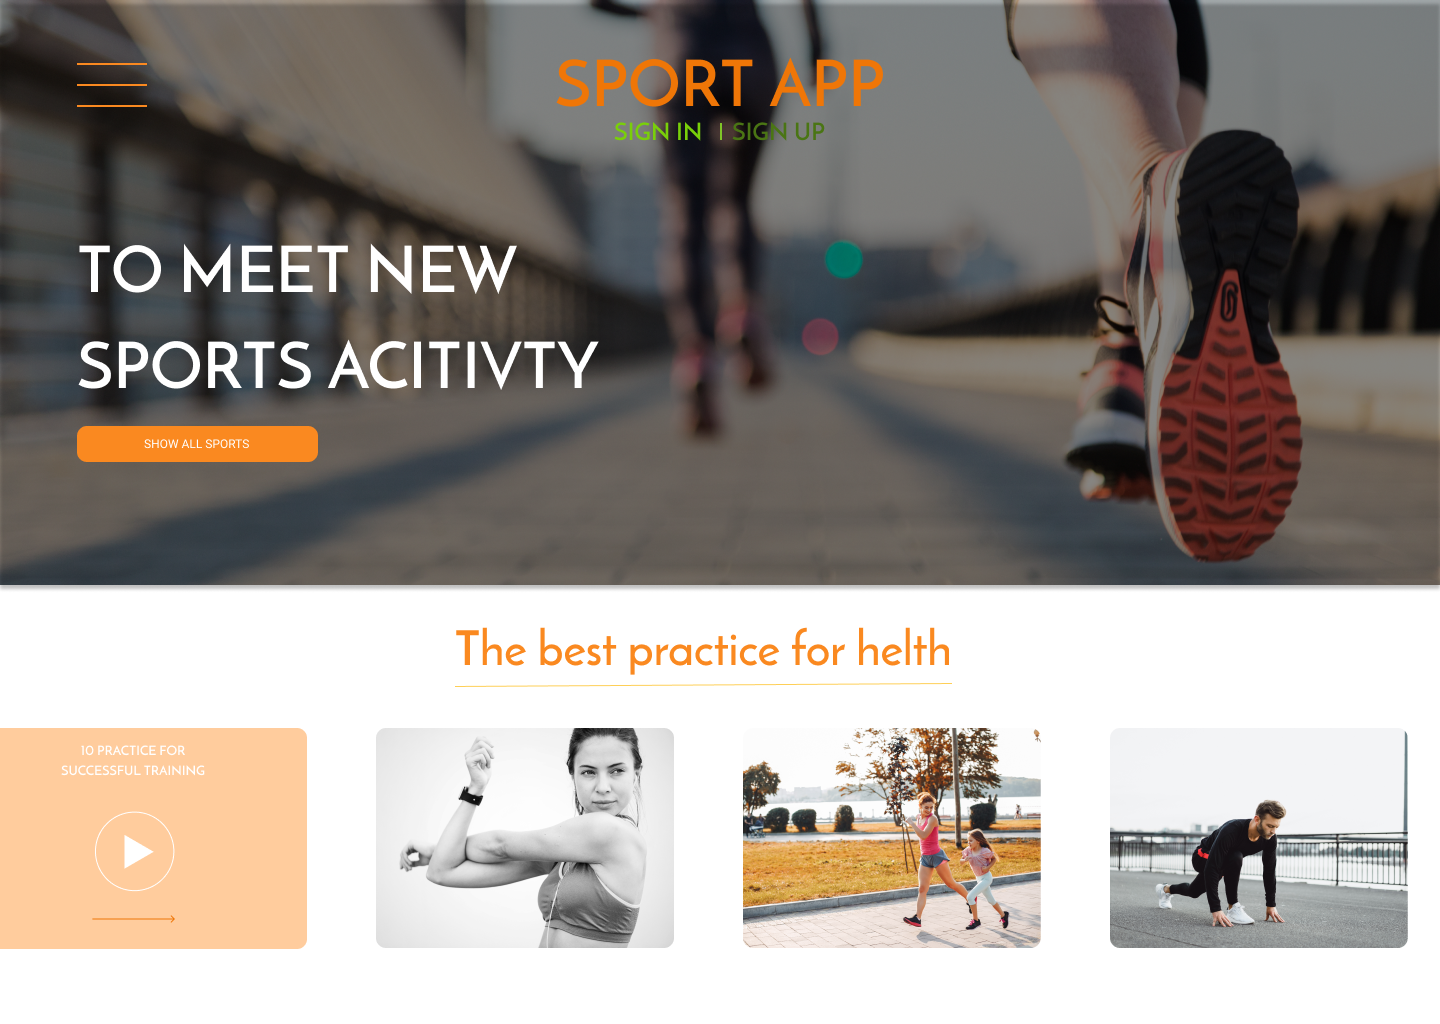 SPORT APP
SIGN IN | SIGN UP
TO MEET NEW
SPORTS ACITIVTY
SHOW ALL SPORTS
The best practice for helth
10 PRACTICE FOR
SUCCESSFUL TRAINING